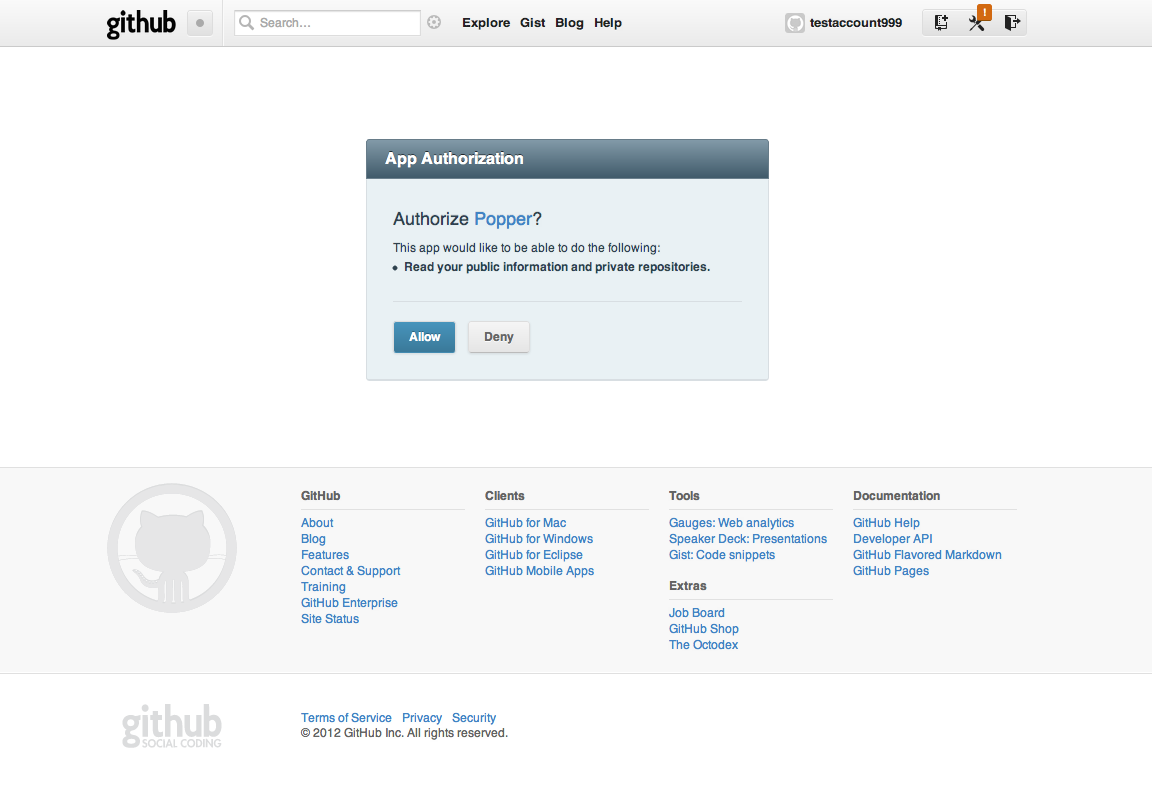 github
Search...
Explore Gist Blog Help
testaccount999
!
App Authorization
Authorize Popper?
This app would like to be able to do the following:
• Read your public information and private repositories.
Allow
Deny
GitHub
About
Blog
Features
Contact & Support
Training
GitHub Enterprise
Site Status
Clients
GitHub for Mac
GitHub for Windows
GitHub for Eclipse
GitHub Mobile Apps
Tools
Gauges: Web analytics
Speaker Deck: Presentations
Gist: Code snippets
Extras
Job Board
GitHub Shop
The Octodex
Documentation
GitHub Help
Developer API
GitHub Flavored Markdown
GitHub Pages
github
SOCIAL CODING
Terms of Service Privacy Security
© 2012 GitHub Inc. All rights reserved.